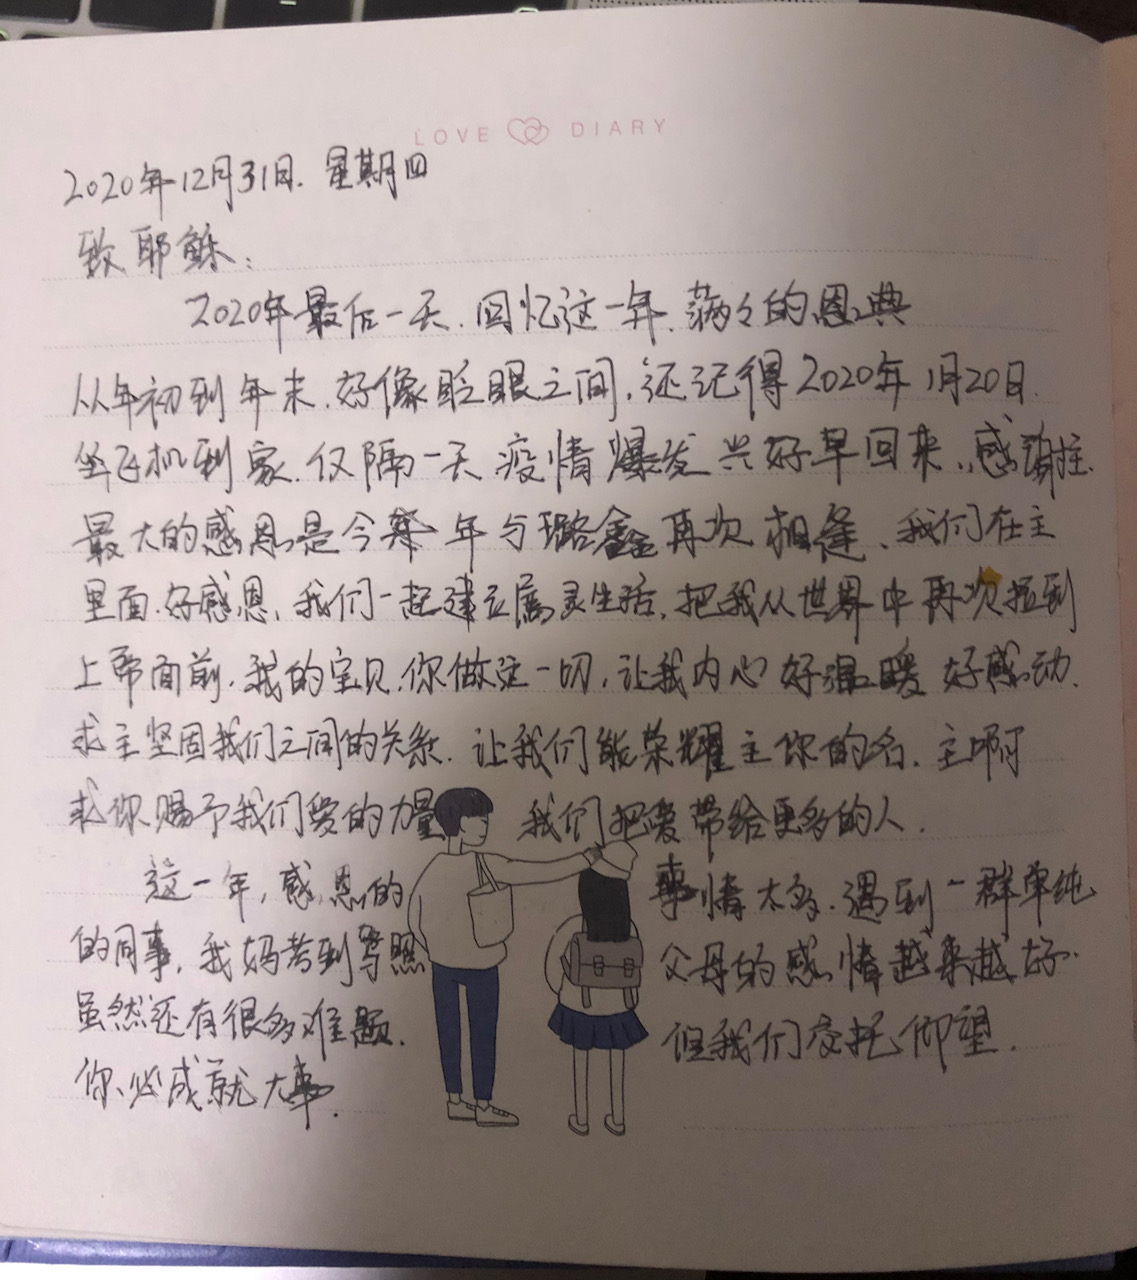 LOVE DIARY
2020年12月31日. 星期四
致耶稣:
2020年最后一天.回忆这一年.满々的恩典
从年初到年末.好像眨眼之间,还记得2020年1月20日.
坐飞机到家.仅隔一天疫情爆发 兴好早回来.感谢主.
最大的感恩是今年与璐鑫再次相逢、我们在主
里面.好感恩,我们一起建立属灵生活,把我从世界中再次拉到
上帝面前,我的宝贝,你做这一切,让我内心好温暖 好感动.
求主坚固我们之间的关系.让我们能荣耀主你的名.主啊
求你赐予我们爱的力量 我们把爱带给更多的人.
这一年,感恩的 事情太多.遇到一群单纯
的同事,我妈考到驾照 父母的感情越来越好.
虽然还有很多难题. 但我们交托仰望.
你必成就大事.